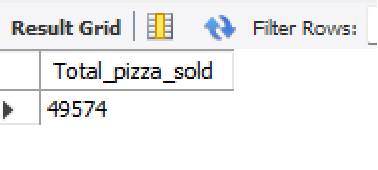 Result Grid Filter Rows:
Total_pizza_sold
49574